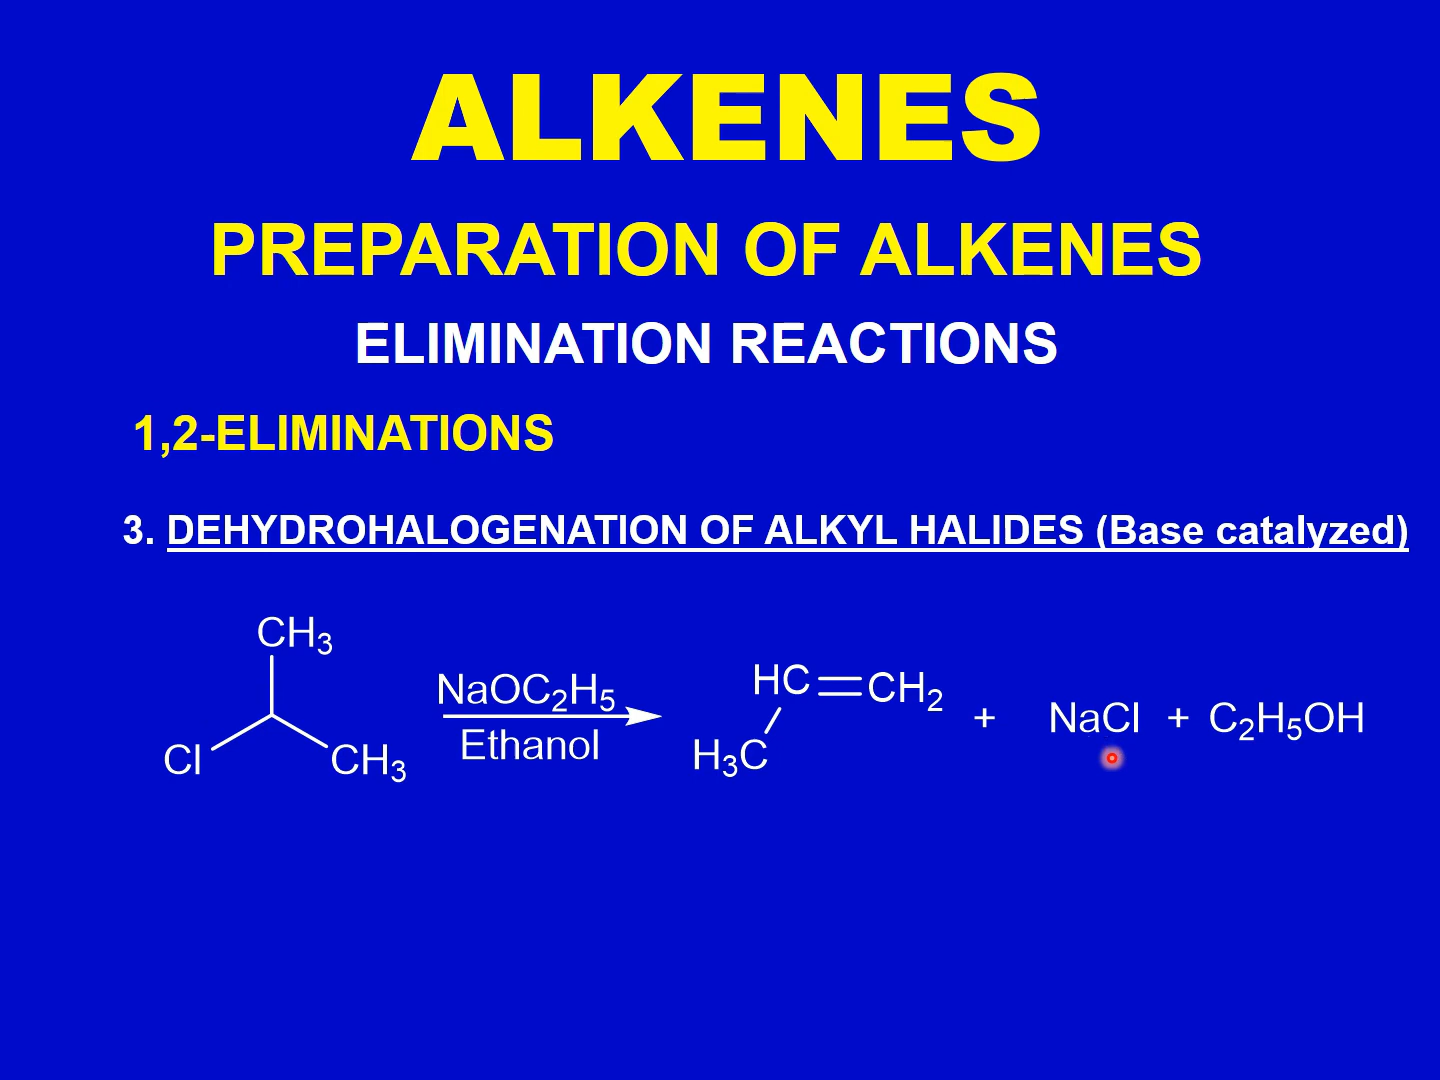 ALKENES
PREPARATION OF ALKENES
ELIMINATION REACTIONS
1,2-ELIMINATIONS
3. DEHYDROHALOGENATION OF ALKYL HALIDES (Base catalyzed)
CH₃
Cl
CH₃
NaOC₂H₅
Ethanol
HC=CH₂
H₃C
+ NaCl + C₂H₅OH